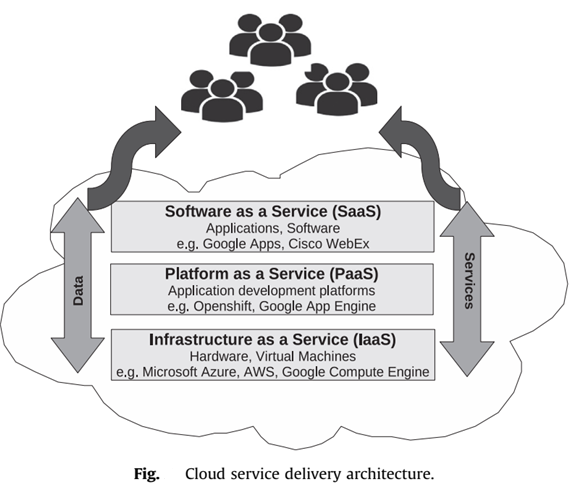 Software as a Service (SaaS)
Applications, Software
e.g. Google Apps, Cisco WebEx
Data
Platform as a Service (PaaS)
Application development platforms
e.g. Openshift, Google App Engine
Services
Infrastructure as a Service (IaaS)
Hardware, Virtual Machines
e.g. Microsoft Azure, AWS, Google Compute Engine
Fig. Cloud service delivery architecture.